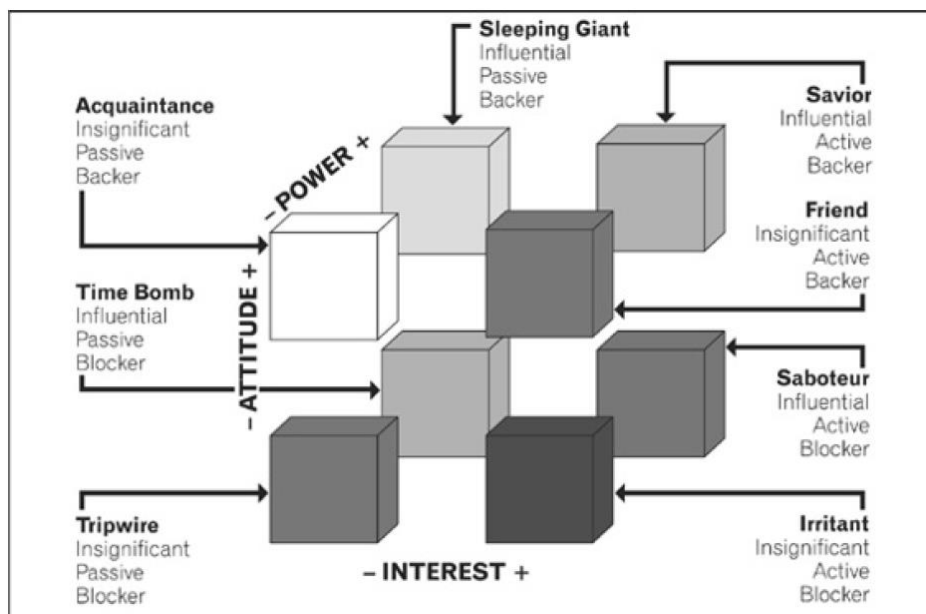 Sleeping Giant
Influential
Passive
Backer
Acquaintance
Insignificant
Passive
Backer
Savior
Influential
Active
Backer
– POWER +
Friend
Insignificant
Active
Backer
Time Bomb
Influential
Passive
Blocker
– ATTITUDE +
Saboteur
Influential
Active
Blocker
Tripwire
Insignificant
Passive
Blocker
Irritant
Insignificant
Active
Blocker
– INTEREST +